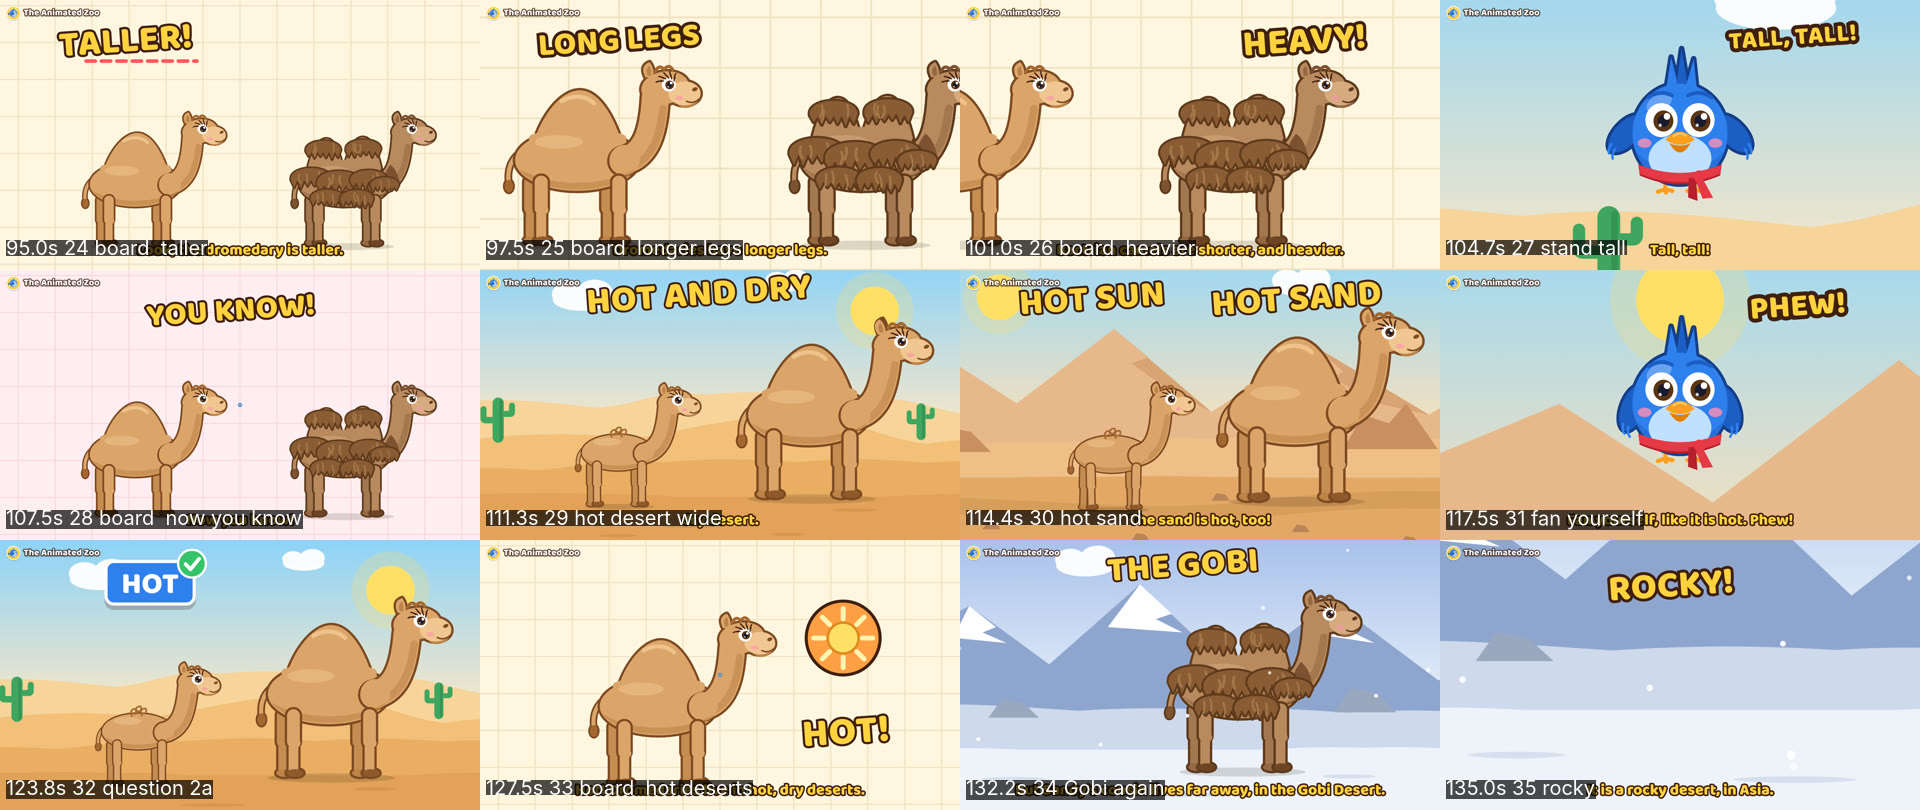 The Animated Zoo
TALLER!
dromedary is taller.
95.0s 24 board taller
The Animated Zoo
LONG LEGS
longer legs.
97.5s 25 board longer legs
The Animated Zoo
HEAVY!
shorter, and heavier.
101.0s 26 board heavier
The Animated Zoo
TALL, TALL!
Tall, tall!
104.7s 27 stand tall
The Animated Zoo
YOU KNOW!
107.5s 28 board now you know
The Animated Zoo
HOT AND DRY
desert.
111.3s 29 hot desert wide
The Animated Zoo
HOT SUN HOT SAND
he sand is hot, too!
114.4s 30 hot sand
The Animated Zoo
PHEW!
like it is hot. Phew!
117.5s 31 fan yourself
The Animated Zoo
HOT
123.8s 32 question 2a
The Animated Zoo
HOT!
hot, dry deserts.
127.5s 33 board hot deserts
The Animated Zoo
THE GOBI
ves far away, in the Gobi Desert.
132.2s 34 Gobi again
The Animated Zoo
ROCKY!
is a rocky desert, in Asia.
135.0s 35 rocky